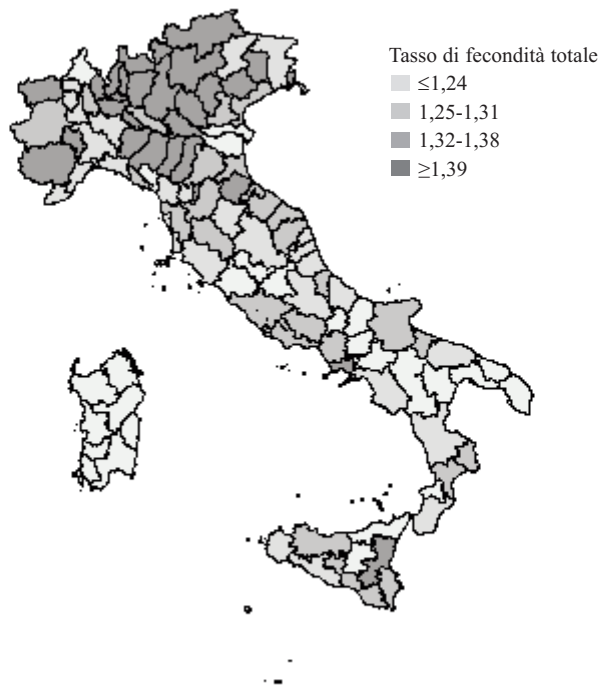 Tasso di fecondità totale
≤1,24
1,25-1,31
1,32-1,38
≥1,39